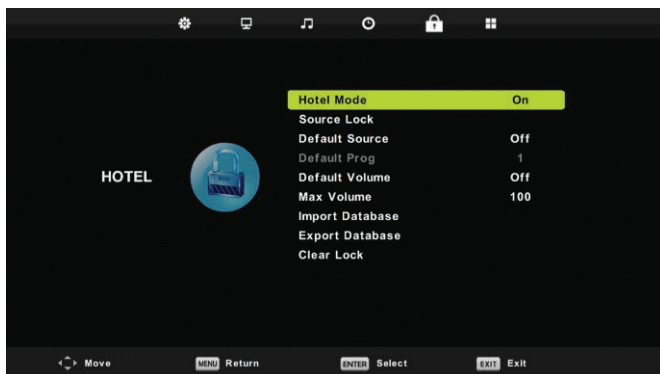 Hotel Mode On
Source Lock
Default Source Off
Default Prog 1
HOTEL
Default Volume Off
Max Volume 100
Import Database
Export Database
Clear Lock
Move MENU Return ENTER Select EXIT Exit